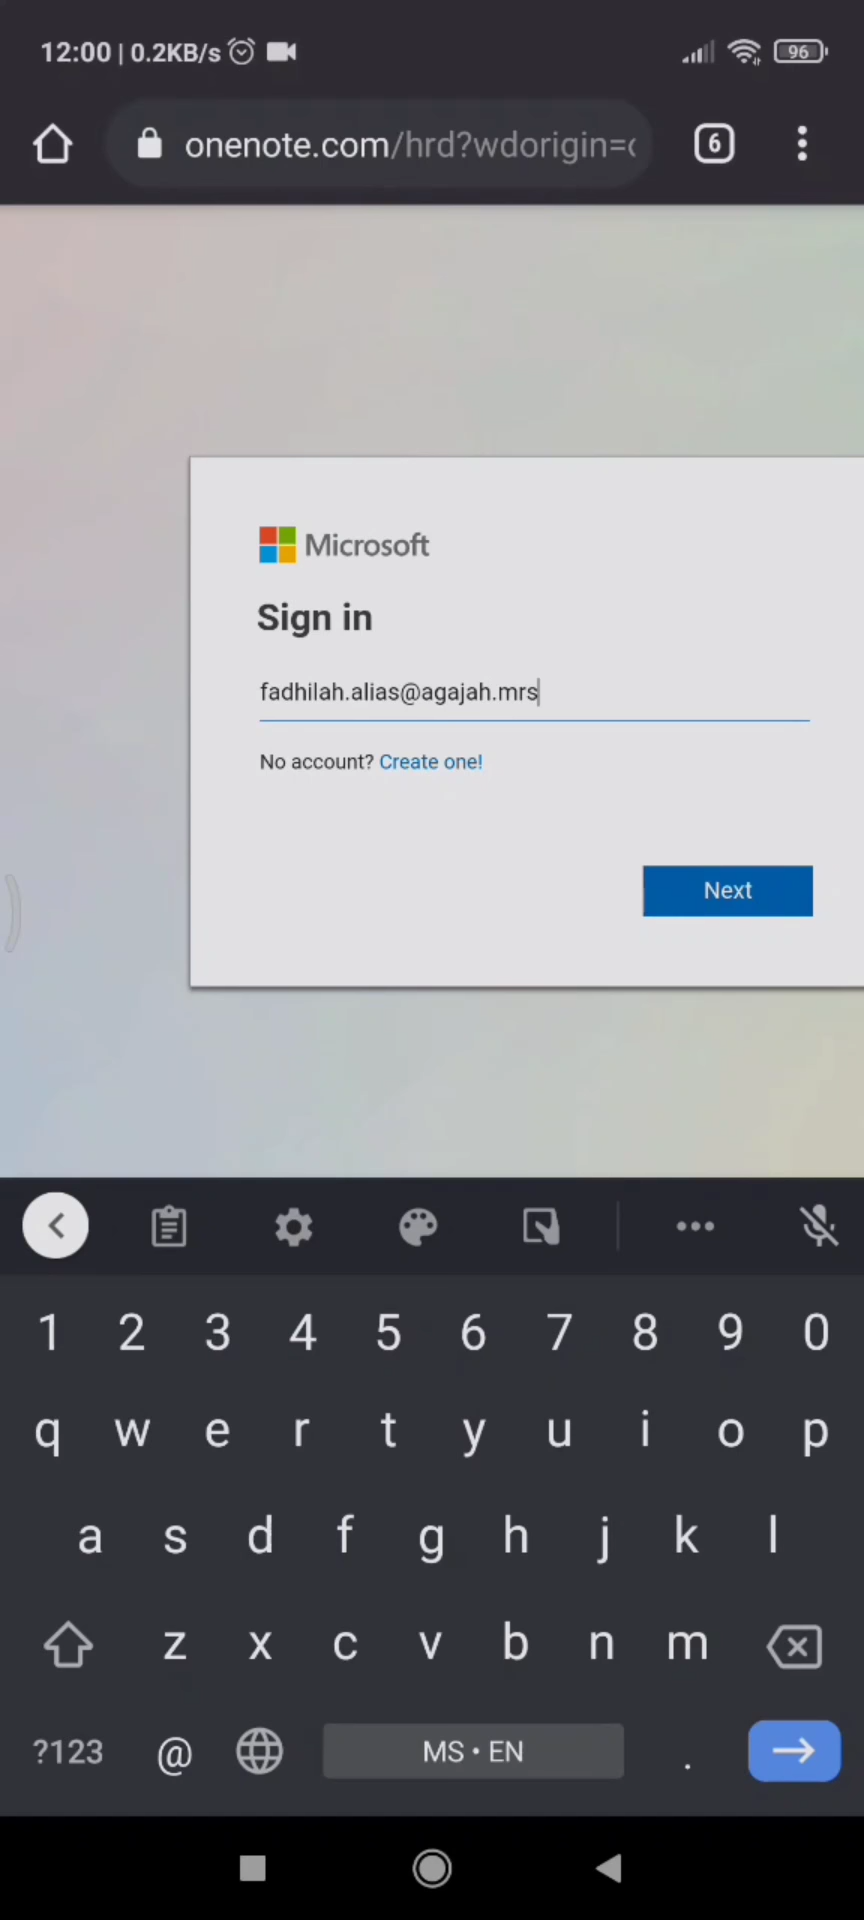 12:00 | 0.2KB/s 96
onenote.com/hrd?wdorigin=
6
Microsoft
Sign in
fadhilah.alias@agajah.mrs
No account? Create one!
Next
1 2 3 4 5 6 7 8 9 0
q w e r t y u i o p
a s d f g h j k l
z x c v b n m
?123 @ MS • EN .